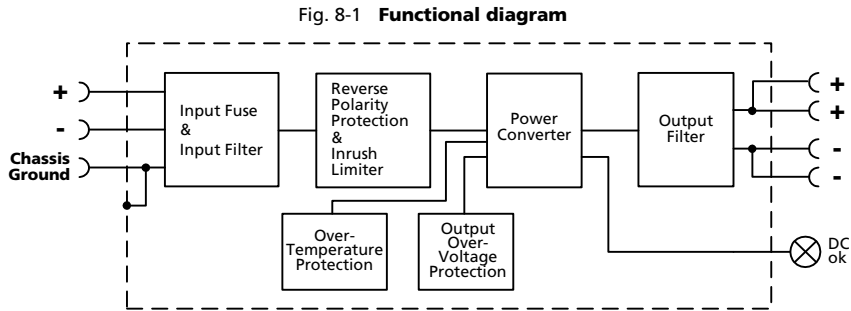 Fig. 8-1 Functional diagram
+
-
Chassis
Ground
Input Fuse
&
Input Filter
Reverse
Polarity
Protection
&
Inrush
Limiter
Power
Converter
Output
Filter
Over-
Temperature
Protection
Output
Over-
Voltage
Protection
+
+
-
-
DC
ok